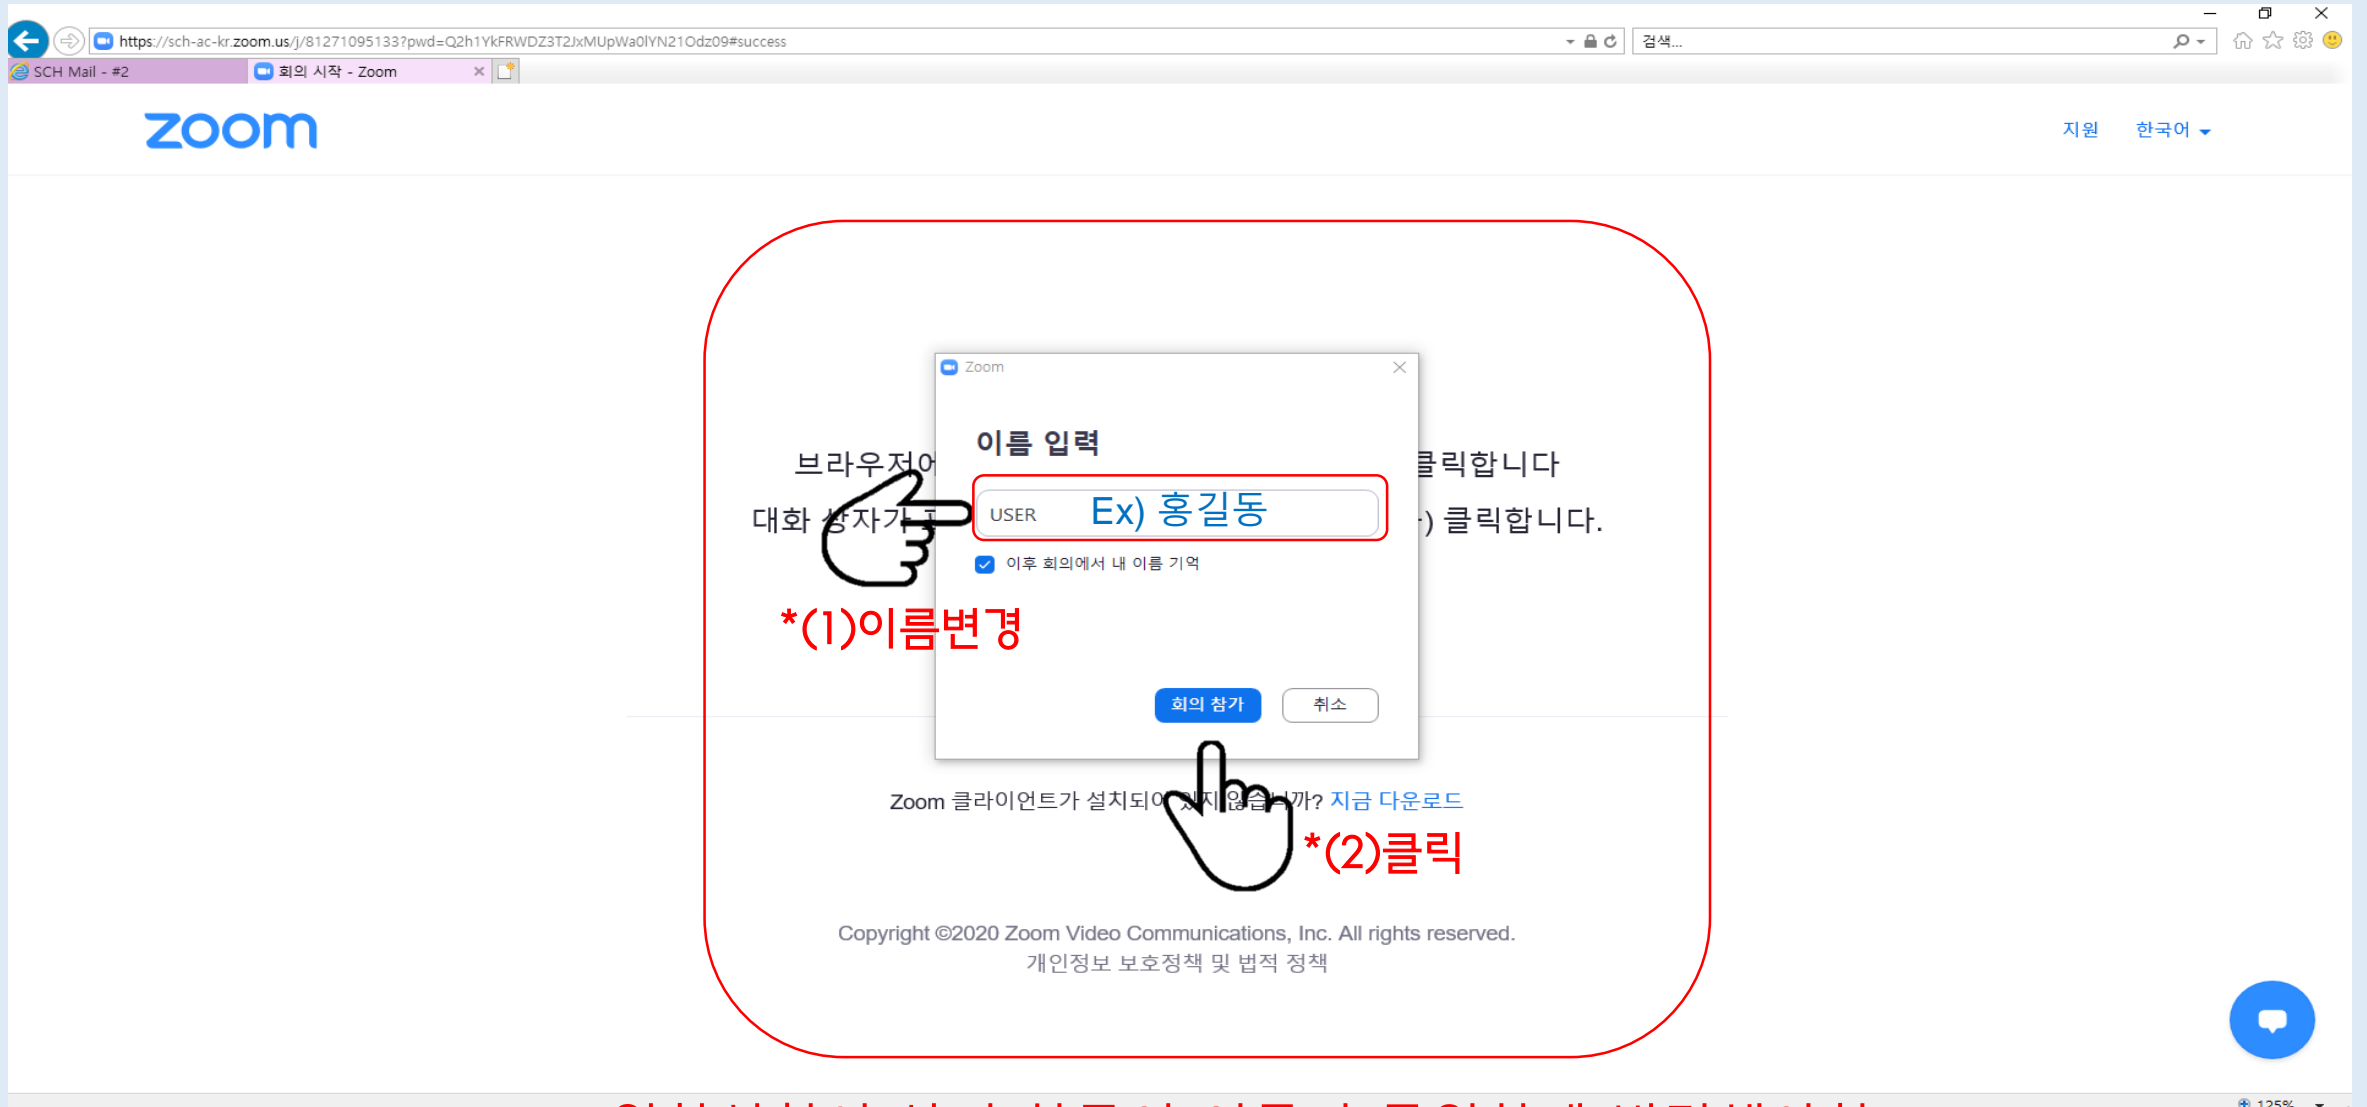 https://sch-ac-kr.zoom.us/j/81271095133?pwd=Q2h1YkFRWDZ3T2JxMUpWa0lYN21Odz09#success
검색...
SCH Mail - #2
회의 시작 - Zoom
zoom
지원 한국어
Zoom
이름 입력
브라우저에 클릭합니다
USER Ex) 홍길동
대화 상자가 ) 클릭합니다.
이후 회의에서 내 이름 기억
*(1)이름변경
회의 참가 취소
Zoom 클라이언트가 설치되어 있지 않습니까? 지금 다운로드
*(2)클릭
Copyright ©2020 Zoom Video Communications, Inc. All rights reserved.
개인정보 보호정책 및 법적 정책
125%